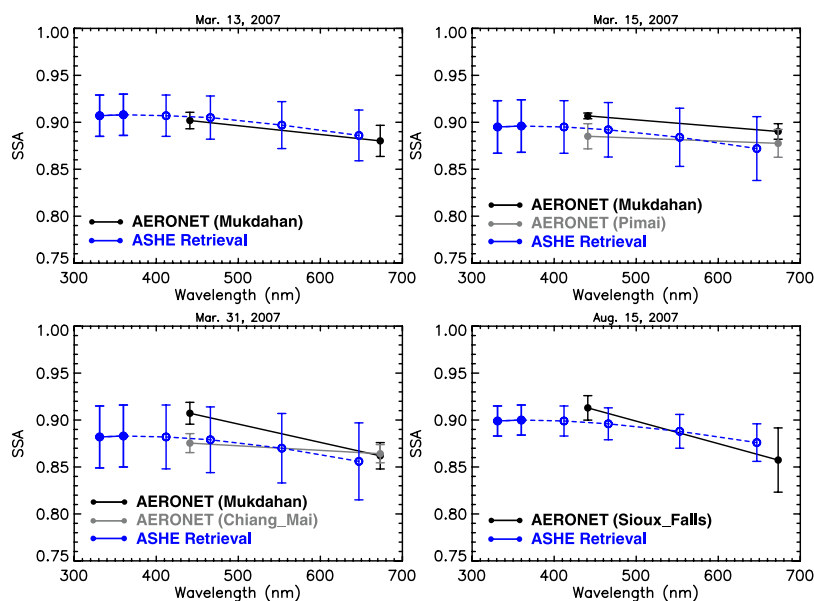 Mar. 13, 2007
1.00
0.95
0.90
0.85
0.80
0.75
SSA
AERONET (Mukdahan)
ASHE Retrieval
300 400 500 600 700
Wavelength (nm)
Mar. 15, 2007
1.00
0.95
0.90
0.85
0.80
0.75
SSA
AERONET (Mukdahan)
AERONET (Pimai)
ASHE Retrieval
300 400 500 600 700
Wavelength (nm)
Mar. 31, 2007
1.00
0.95
0.90
0.85
0.80
0.75
SSA
AERONET (Mukdahan)
AERONET (Chiang_Mai)
ASHE Retrieval
300 400 500 600 700
Wavelength (nm)
Aug. 15, 2007
1.00
0.95
0.90
0.85
0.80
0.75
SSA
AERONET (Sioux_Falls)
ASHE Retrieval
300 400 500 600 700
Wavelength (nm)